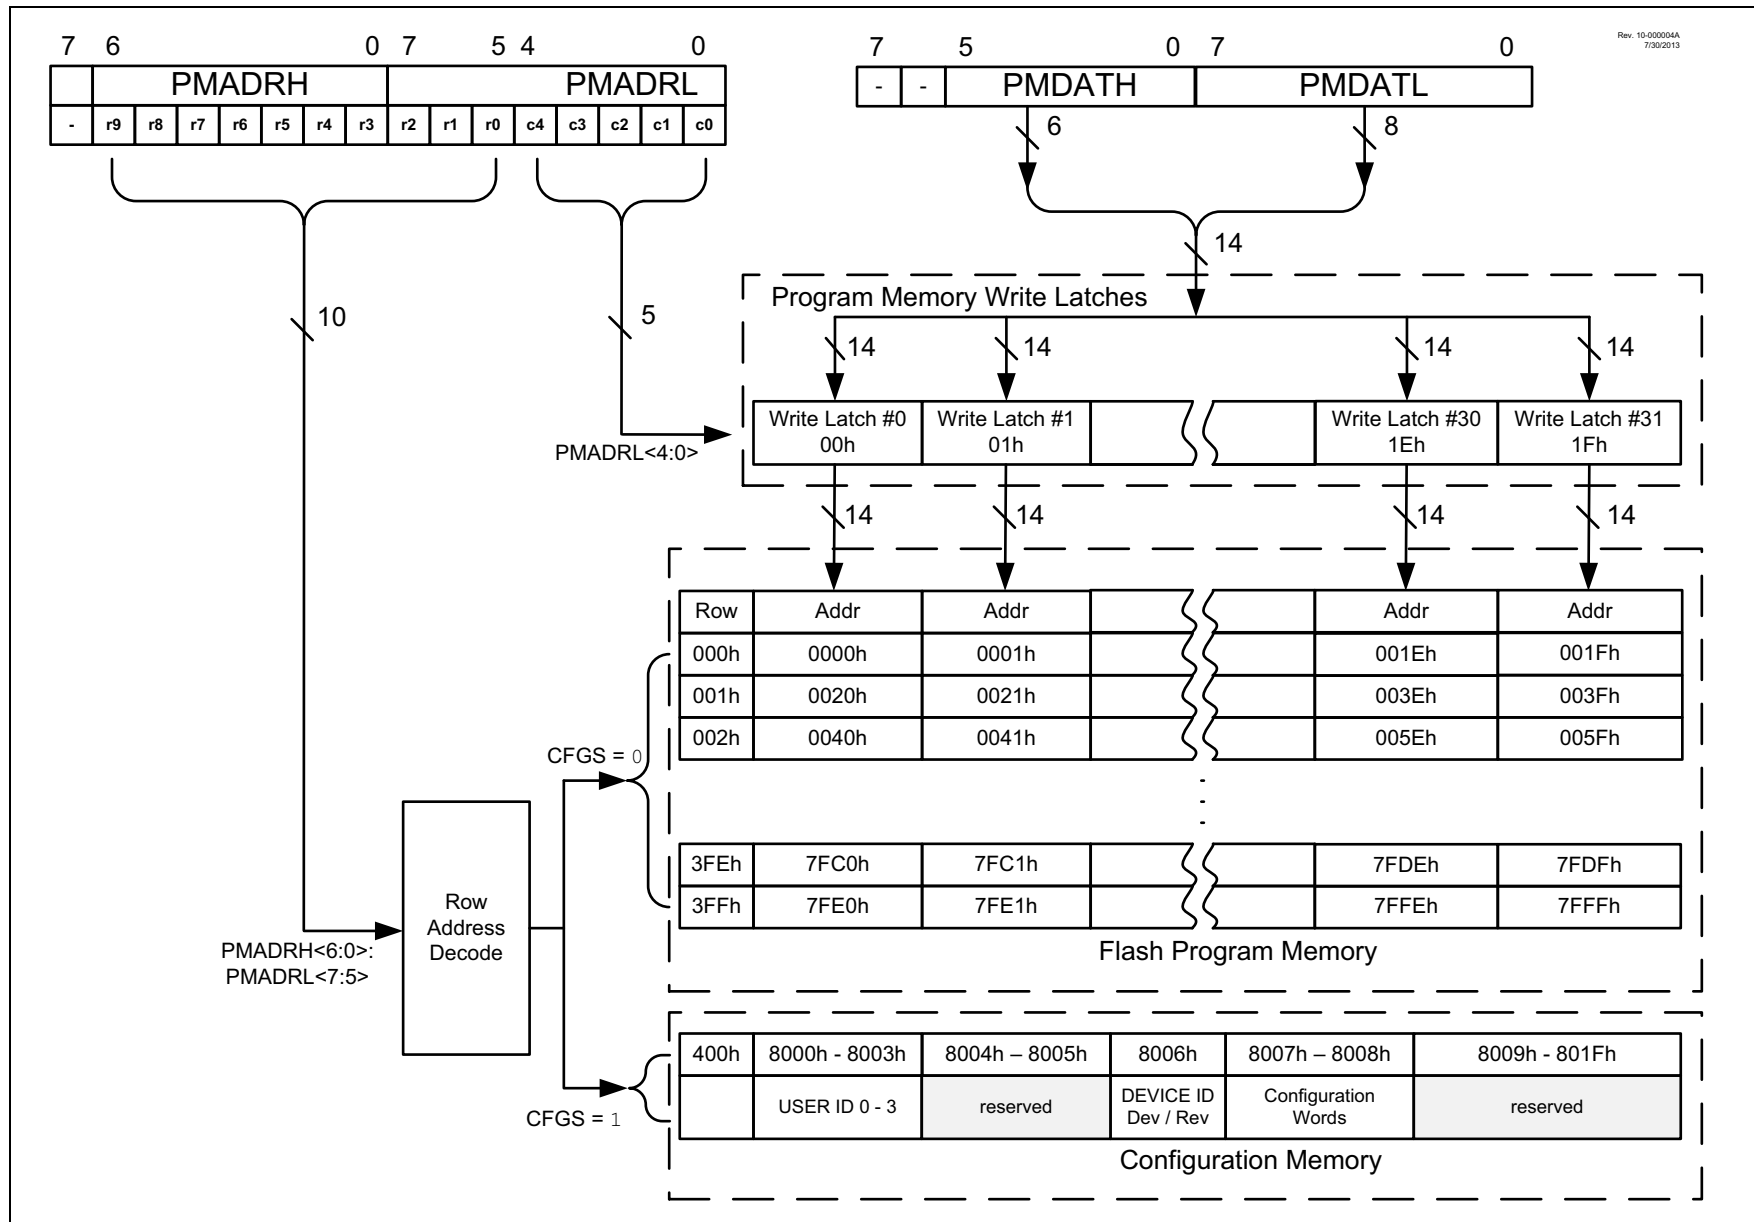 Rev. 10-000004A
7/30/2013
7 6 0 7 5 4 0
7 5 0 7 0
PMADRH PMADRL
- r9 r8 r7 r6 r5 r4 r3 r2 r1 r0 c4 c3 c2 c1 c0
- - PMDATH PMDATL
6 8
14
10 5
Program Memory Write Latches
14 14 14 14
Write Latch #0 Write Latch #1 Write Latch #30 Write Latch #31
00h 01h 1Eh 1Fh
PMADRL<4:0>
14 14 14 14
Row Addr Addr Addr Addr
000h 0000h 0001h 001Eh 001Fh
001h 0020h 0021h 003Eh 003Fh
002h 0040h 0041h 005Eh 005Fh
CFGS = 0
3FEh 7FC0h 7FC1h 7FDEh 7FDFh
3FFh 7FE0h 7FE1h 7FFEh 7FFFh
Flash Program Memory
Row
Address
Decode
PMADRH<6:0>:
PMADRL<7:5>
400h 8000h - 8003h 8004h – 8005h 8006h 8007h – 8008h 8009h - 801Fh
USER ID 0 - 3 reserved DEVICE ID Configuration reserved
Dev / Rev Words
CFGS = 1
Configuration Memory